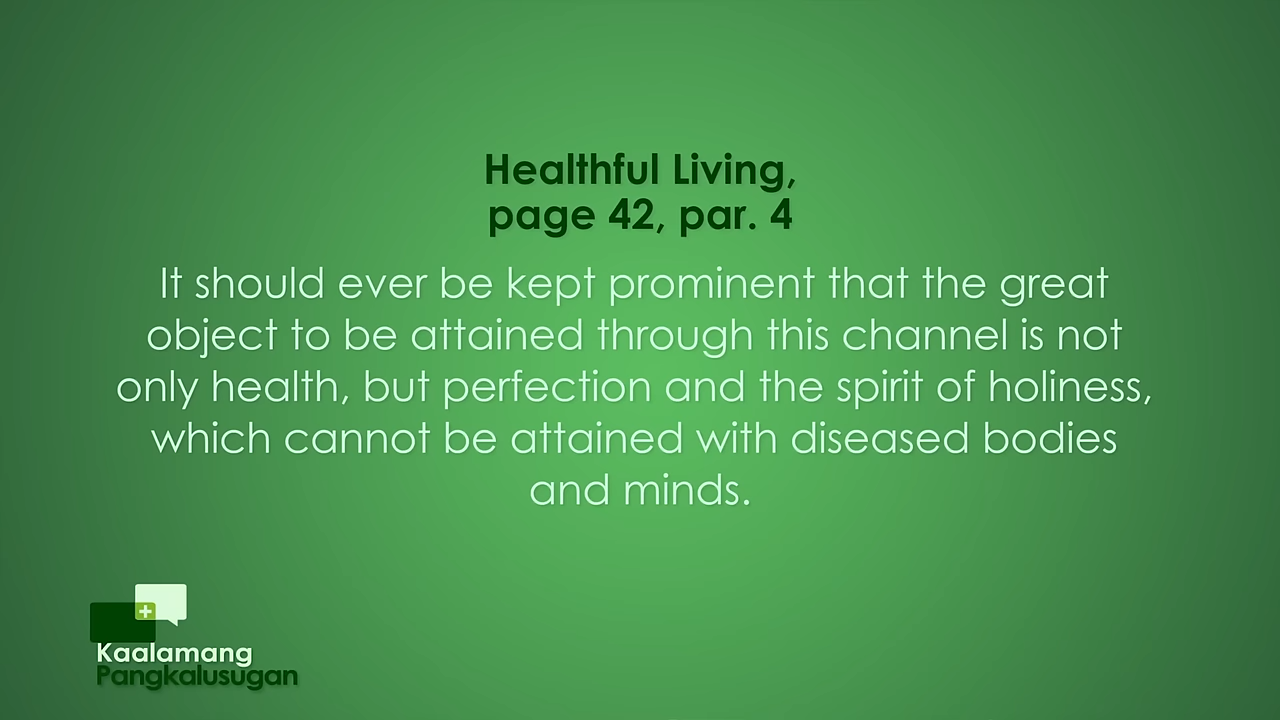 Healthful Living,
page 42, par. 4
It should ever be kept prominent that the great
object to be attained through this channel is not
only health, but perfection and the spirit of holiness,
which cannot be attained with diseased bodies
and minds.
Kaalamang
Pangkalusugan